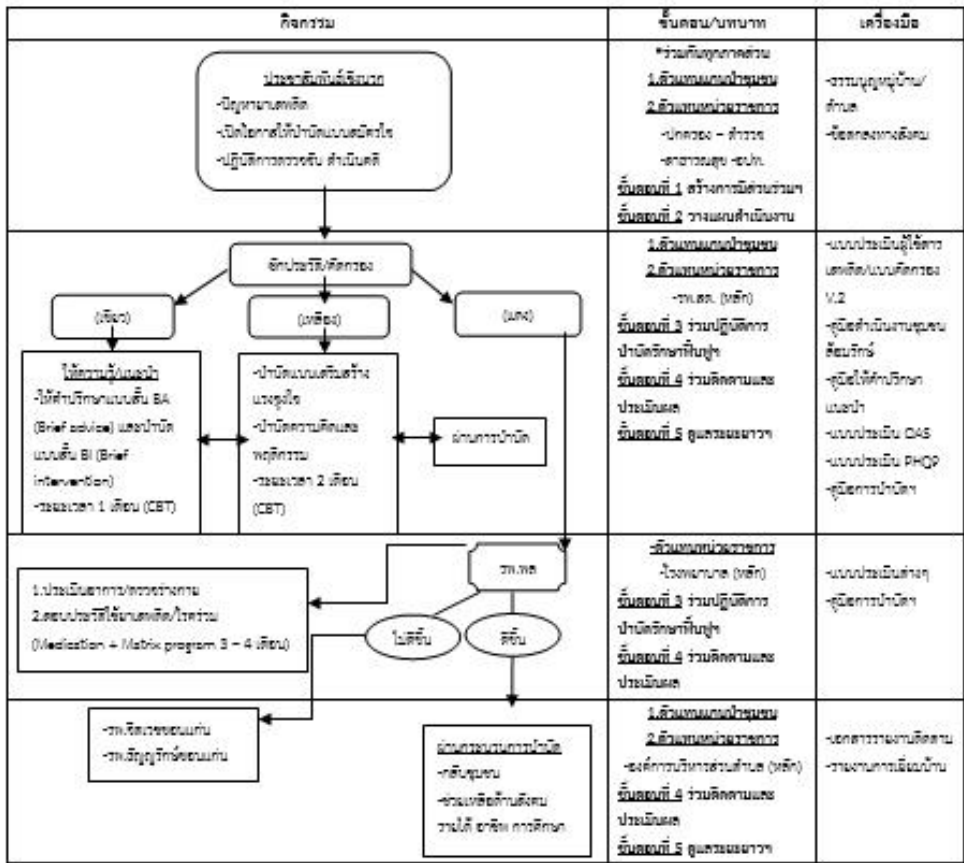 กิจกรรม
ขั้นตอน/บทบาท
เครื่องมือ
ประชาสัมพันธ์เชิงบวก
-ปัญหายาเสพติด
-เปิดโอกาสให้บำบัดแบบสมัครใจ
-ปฏิบัติการตรวจจับ ดำเนินคดี
*ร่วมกับทุกภาคส่วน
1.ตัวแทนแกนนำชุมชน
2.ตัวแทนหน่วยราชการ
-ปกครอง – ตำรวจ
-สาธารณสุข -อปท.
ขั้นตอนที่ 1 สร้างการมีส่วนร่วมฯ
ขั้นตอนที่ 2 วางแผนดำเนินงาน
-ธรรมนูญหมู่บ้าน/
ตำบล
-ข้อตกลงทางสังคม
ซักประวัติ/คัดกรอง
(เขียว)
(เหลือง)
(แดง)
ให้ความรู้/แนะนำ
-ให้คำปรึกษาแบบสั้น BA
(Brief advice) และบำบัด
แบบสั้น BI (Brief
intervention)
-ระยะเวลา 1 เดือน (CBT)
-บำบัดแบบเสริมสร้าง
แรงจูงใจ
-บำบัดความคิดและ
พฤติกรรม
-ระยะเวลา 2 เดือน
(CBT)
ผ่านการบำบัด
1.ตัวแทนแกนนำชุมชน
2.ตัวแทนหน่วยราชการ
-รพ.สต. (หลัก)
ขั้นตอนที่ 3 ร่วมปฏิบัติการ
บำบัดรักษาฟื้นฟูฯ
ขั้นตอนที่ 4 ร่วมติดตามและ
ประเมินผล
ขั้นตอนที่ 5 ดูแลระยะยาวฯ
-แบบประเมินผู้ใช้สาร
เสพติด/แบบคัดกรอง
V.2
-คู่มือดำเนินงานชุมชน
ล้อมรักษ์
-คู่มือให้คำปรึกษา
แนะนำ
-แบบประเมิน OAS
-แบบประเมิน PHQ9
-คู่มือการบำบัดฯ
รพ.พล
1.ประเมินอาการ/ตรวจร่างกาย
2.สอบประวัติใช้ยาเสพติด/โรคร่วม
(Medication + Matrix program 3 – 4 เดือน)
ไม่ดีขึ้น
ดีขึ้น
-ตัวแทนหน่วยราชการ
-โรงพยาบาล (หลัก)
ขั้นตอนที่ 3 ร่วมปฏิบัติการ
บำบัดรักษาฟื้นฟูฯ
ขั้นตอนที่ 4 ร่วมติดตามและ
ประเมินผล
-แบบประเมินต่างๆ
-คู่มือการบำบัดฯ
-รพ.จิตเวชขอนแก่น
-รพ.ธัญญารักษ์ขอนแก่น
ผ่านกระบวนการบำบัด
-กลับชุมชน
-ช่วยเหลือด้านสังคม
รายได้ อาชีพ การศึกษา
1.ตัวแทนแกนนำชุมชน
2.ตัวแทนหน่วยราชการ
-องค์การบริหารส่วนตำบล (หลัก)
ขั้นตอนที่ 4 ร่วมติดตามและ
ประเมินผล
ขั้นตอนที่ 5 ดูแลระยะยาวฯ
-เอกสารรายงานติดตาม
-รายงานการเยี่ยมบ้าน